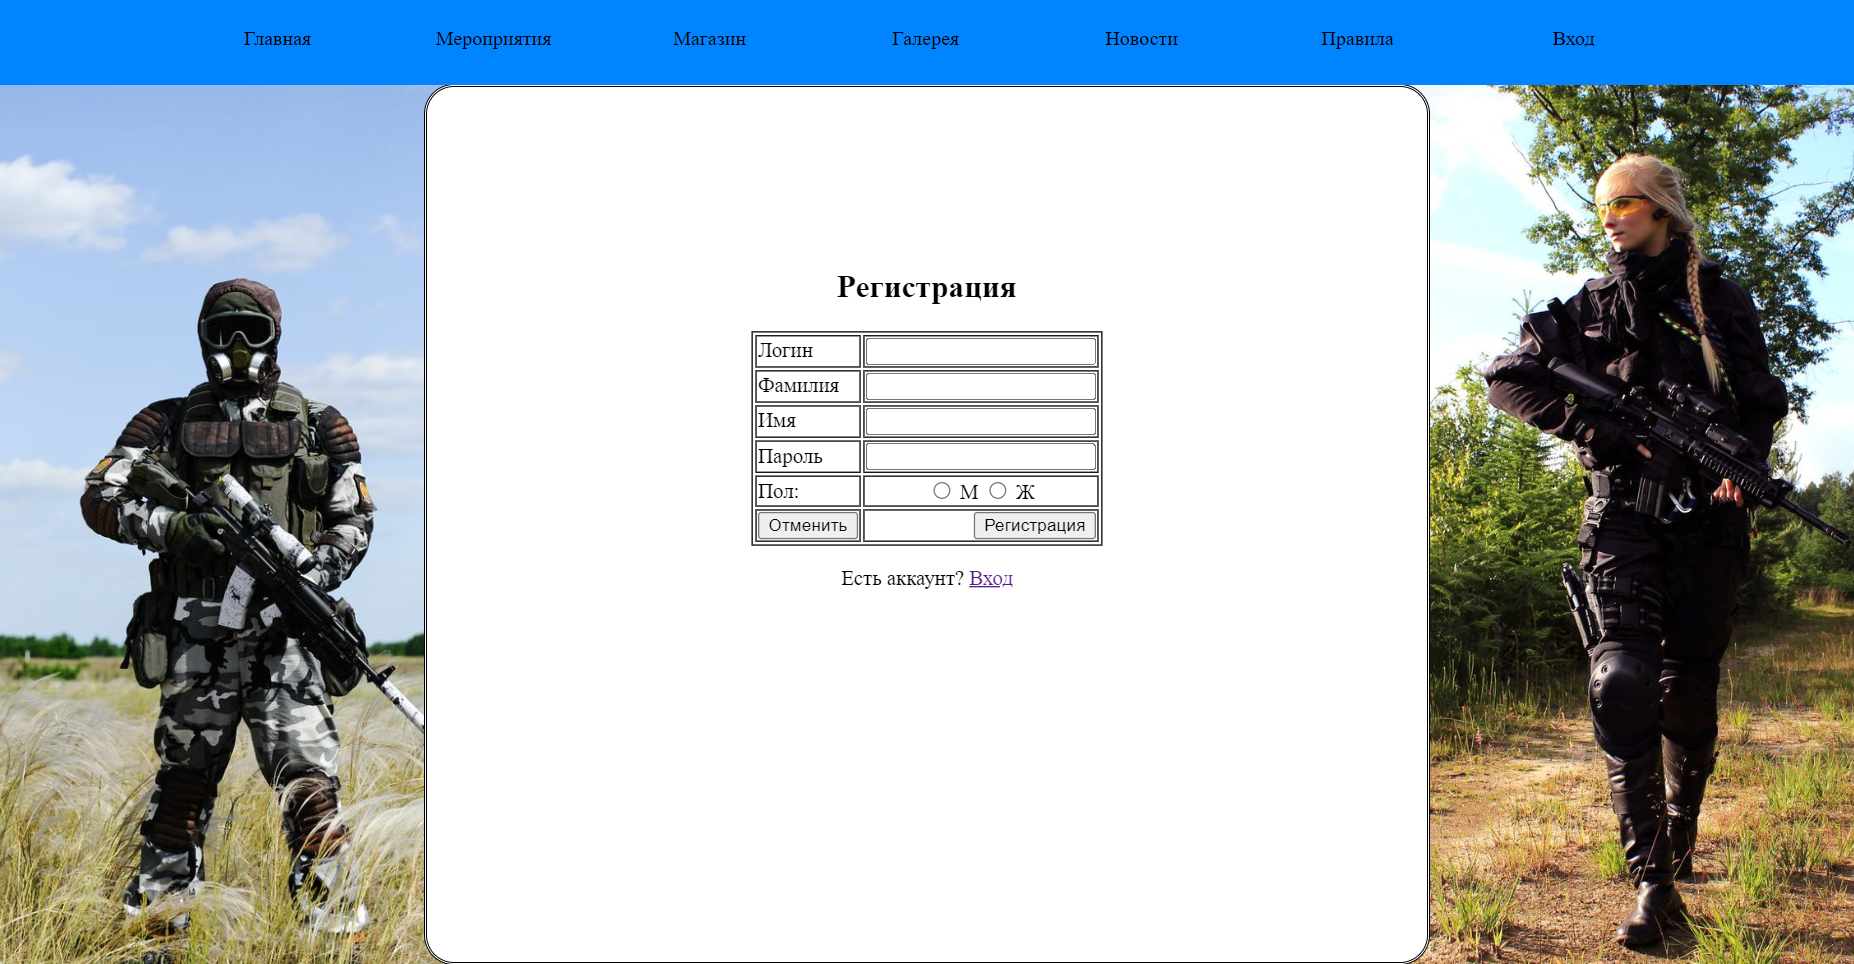 Главная Мероприятия Магазин Галерея Новости Правила Вход
Регистрация
Логин
Фамилия
Имя
Пароль
Пол: М Ж
Отменить Регистрация
Есть аккаунт? Вход